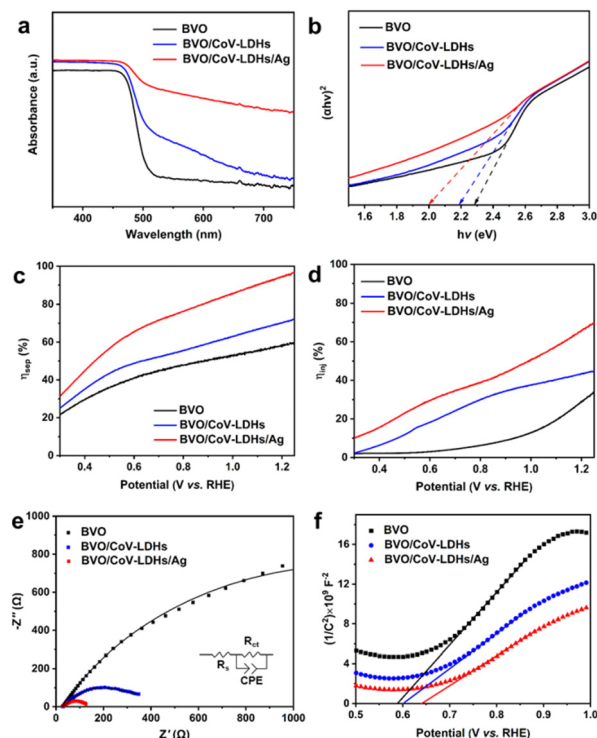 a
BVO
BVO/CoV-LDHs
BVO/CoV-LDHs/Ag
Absorbance (a.u.)
400 500 600 700
Wavelength (nm)
b
BVO
BVO/CoV-LDHs
BVO/CoV-LDHs/Ag
(αhν)²
1.6 1.8 2.0 2.2 2.4 2.6 2.8 3.0
hν (eV)
c
100
80
60
40
20
0
ηsep (%)
BVO
BVO/CoV-LDHs
BVO/CoV-LDHs/Ag
0.4 0.6 0.8 1.0 1.2
Potential (V vs. RHE)
d
100
80
60
40
20
0
ηinj (%)
BVO
BVO/CoV-LDHs
BVO/CoV-LDHs/Ag
0.4 0.6 0.8 1.0 1.2
Potential (V vs. RHE)
e
1000
800
600
400
200
0
-Z″ (Ω)
BVO
BVO/CoV-LDHs
BVO/CoV-LDHs/Ag
Rs
Rct
CPE
0 200 400 600 800 1000
Z′ (Ω)
f
16
12
8
4
0
(1/C²)×10⁹ F⁻²
BVO
BVO/CoV-LDHs
BVO/CoV-LDHs/Ag
0.5 0.6 0.7 0.8 0.9 1.0
Potential (V vs. RHE)